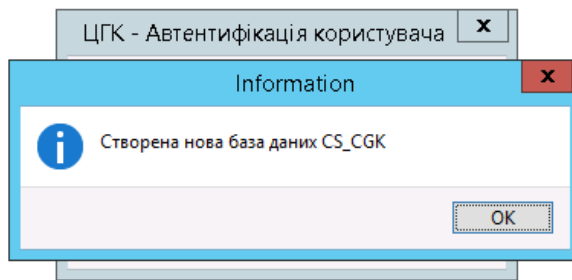 ЦГК - Автентифікація користувача
Information
Створена нова база даних CS_CGK
OK